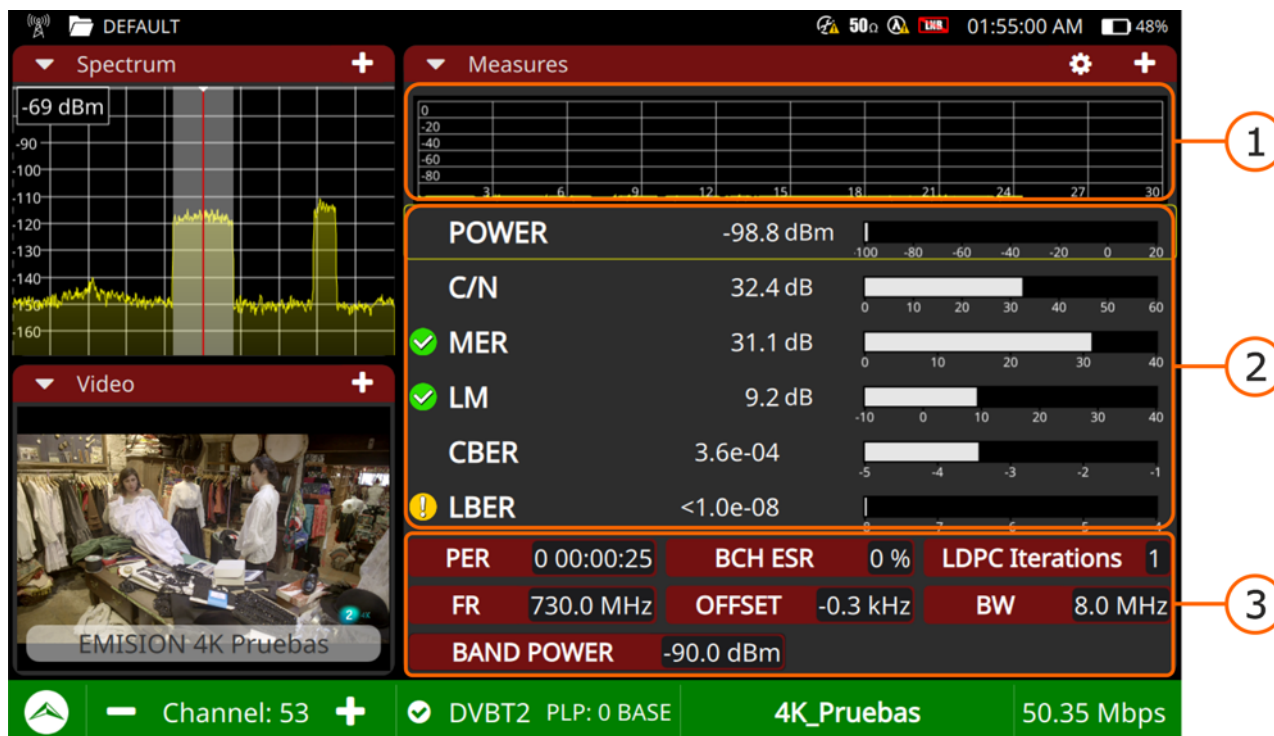 DEFAULT 50Ω LNB 01:55:00 AM 48%
Spectrum
-69 dBm
-90
-100
-110
-120
-130
-140
-150
-160
Video
2 4K
EMISION 4K Pruebas
Measures
0
-20
-40
-60
-80
3 6 9 12 15 18 21 24 27 30
1
POWER -98.8 dBm
-100 -80 -60 -40 -20 0 20
C/N 32.4 dB
0 10 20 30 40 50 60
MER 31.1 dB
0 10 20 30 40
LM 9.2 dB
-10 0 10 20 30 40
CBER 3.6e-04
-5 -4 -3 -2 -1
LBER <1.0e-08
2
PER 0 00:00:25 BCH ESR 0 % LDPC Iterations 1
FR 730.0 MHz OFFSET -0.3 kHz BW 8.0 MHz
BAND POWER -90.0 dBm
3
Channel: 53 DVBT2 PLP: 0 BASE 4K_Pruebas 50.35 Mbps